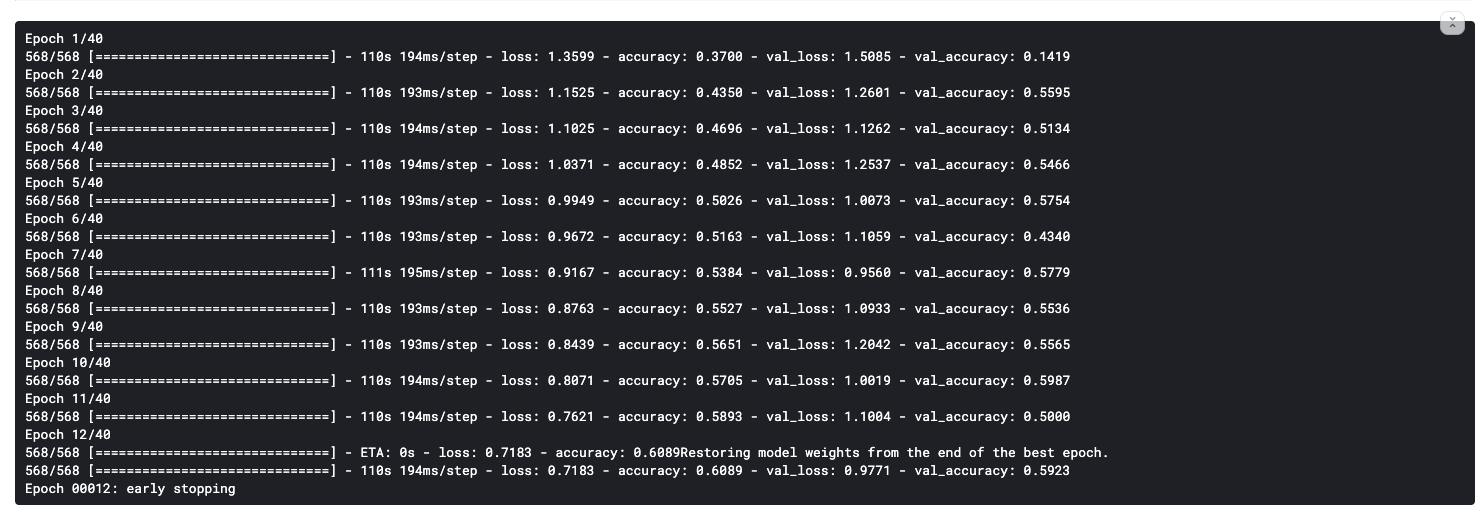 Epoch 1/40
568/568 [==============================] - 110s 194ms/step - loss: 1.3599 - accuracy: 0.3700 - val_loss: 1.5085 - val_accuracy: 0.1419
Epoch 2/40
568/568 [==============================] - 110s 193ms/step - loss: 1.1525 - accuracy: 0.4350 - val_loss: 1.2601 - val_accuracy: 0.5595
Epoch 3/40
568/568 [==============================] - 110s 194ms/step - loss: 1.1025 - accuracy: 0.4696 - val_loss: 1.1262 - val_accuracy: 0.5134
Epoch 4/40
568/568 [==============================] - 110s 194ms/step - loss: 1.0371 - accuracy: 0.4852 - val_loss: 1.2537 - val_accuracy: 0.5466
Epoch 5/40
568/568 [==============================] - 110s 193ms/step - loss: 0.9949 - accuracy: 0.5026 - val_loss: 1.0073 - val_accuracy: 0.5754
Epoch 6/40
568/568 [==============================] - 110s 193ms/step - loss: 0.9672 - accuracy: 0.5163 - val_loss: 1.1059 - val_accuracy: 0.4340
Epoch 7/40
568/568 [==============================] - 111s 195ms/step - loss: 0.9167 - accuracy: 0.5384 - val_loss: 0.9560 - val_accuracy: 0.5779
Epoch 8/40
568/568 [==============================] - 110s 193ms/step - loss: 0.8763 - accuracy: 0.5527 - val_loss: 1.0933 - val_accuracy: 0.5536
Epoch 9/40
568/568 [==============================] - 110s 193ms/step - loss: 0.8439 - accuracy: 0.5651 - val_loss: 1.2042 - val_accuracy: 0.5565
Epoch 10/40
568/568 [==============================] - 110s 194ms/step - loss: 0.8071 - accuracy: 0.5705 - val_loss: 1.0019 - val_accuracy: 0.5987
Epoch 11/40
568/568 [==============================] - 110s 194ms/step - loss: 0.7621 - accuracy: 0.5893 - val_loss: 1.1004 - val_accuracy: 0.5000
Epoch 12/40
568/568 [==============================] - ETA: 0s - loss: 0.7183 - accuracy: 0.6089Restoring model weights from the end of the best epoch.
568/568 [==============================] - 110s 194ms/step - loss: 0.7183 - accuracy: 0.6089 - val_loss: 0.9771 - val_accuracy: 0.5923
Epoch 00012: early stopping